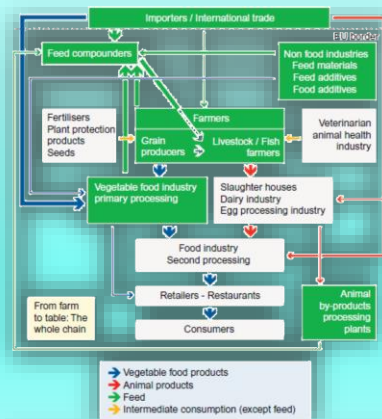 Importers / International trade
EU border
Feed compounders
Non food industries
Feed materials
Feed additives
Food additives
Fertilisers
Plant protection
products
Seeds
Farmers
Grain
producers
Livestock / Fish
farmers
Veterinarian
animal health
industry
Vegetable food industry
primary processing
Slaughter houses
Dairy industry
Egg processing industry
Food industry
Second processing
From farm
to table: The
whole chain
Retailers - Restaurants
Animal
by-products
processing
plants
Consumers
Vegetable food products
Animal products
Feed
Intermediate consumption (except feed)